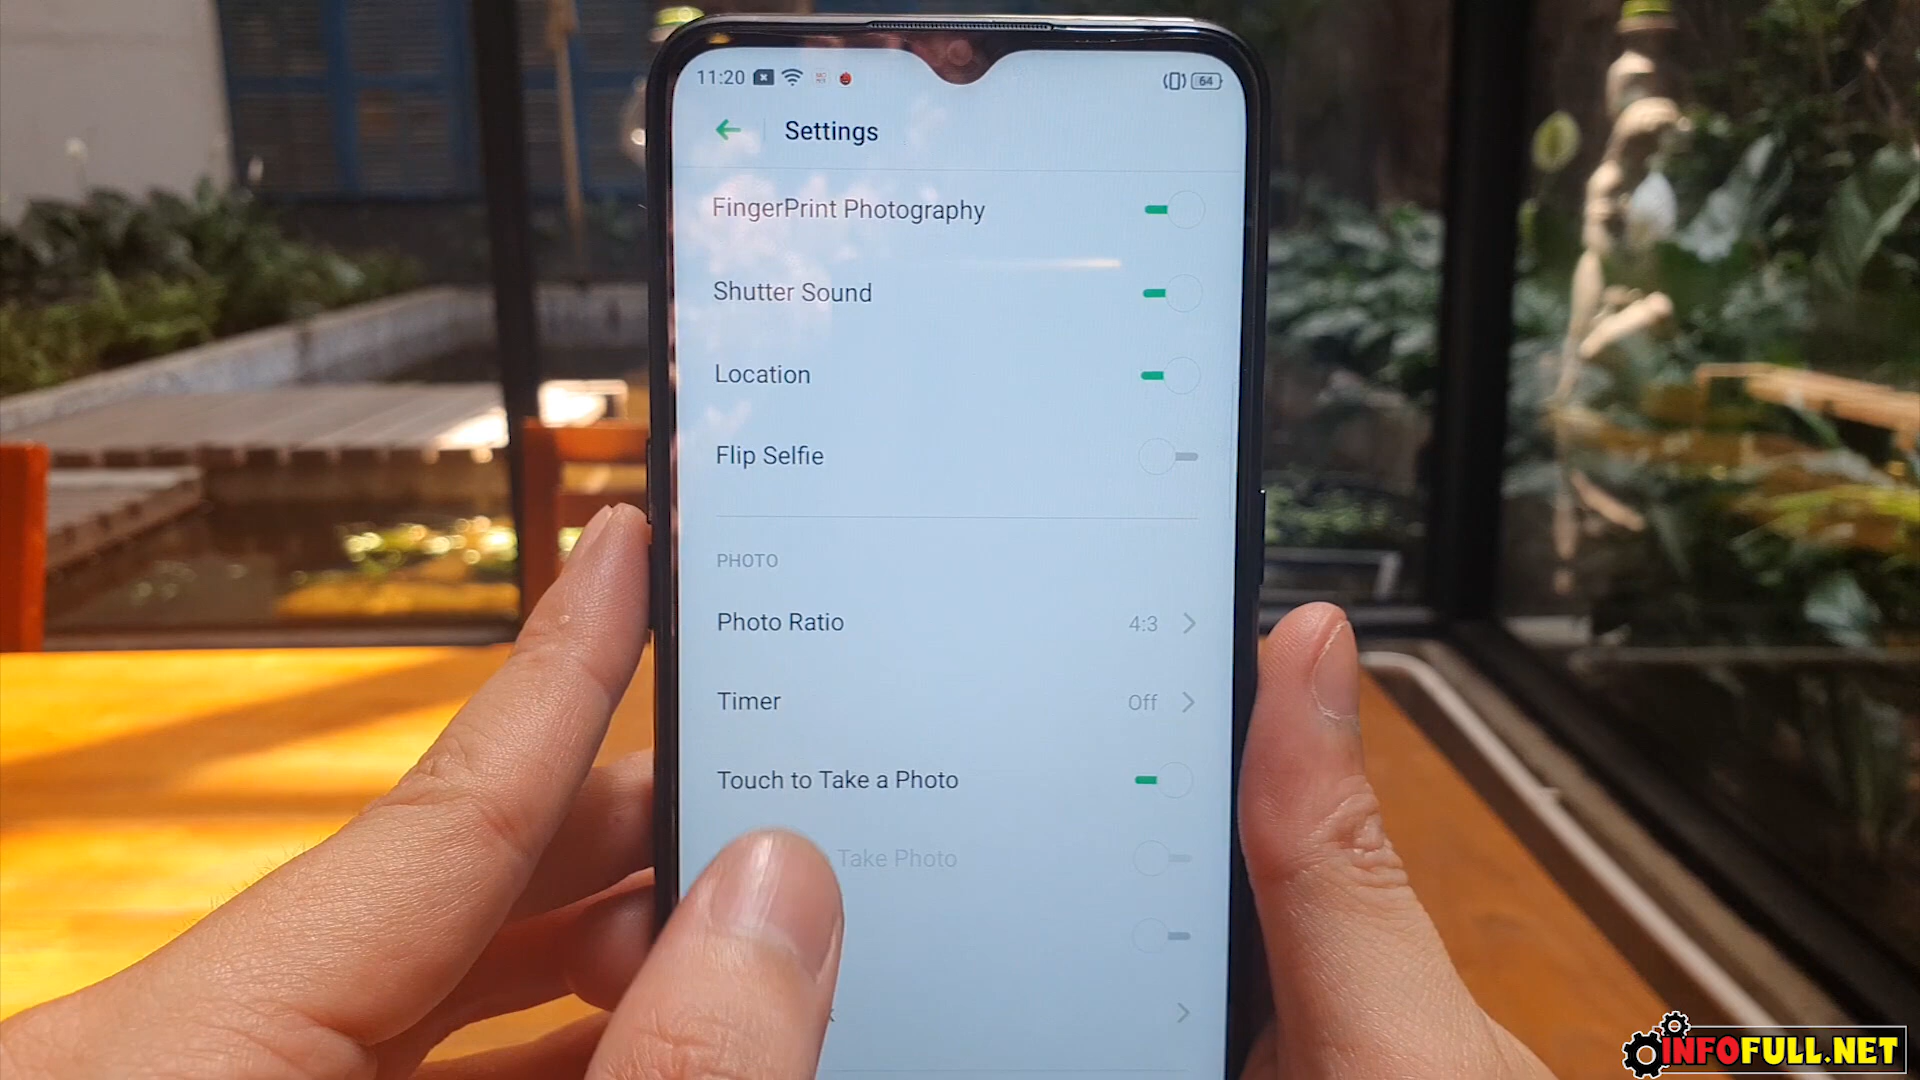 11:20
64
Settings
FingerPrint Photography
Shutter Sound
Location
Flip Selfie
PHOTO
Photo Ratio 4:3
Timer Off
Touch to Take a Photo
Take Photo
INFOFULL.NET